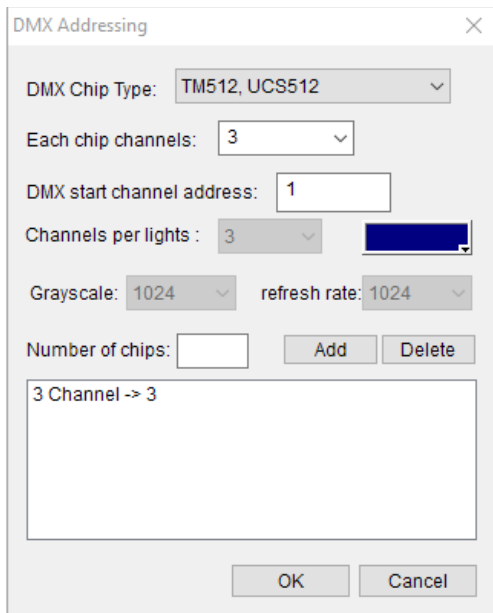 DMX Addressing
DMX Chip Type: TM512, UCS512
Each chip channels: 3
DMX start channel address: 1
Channels per lights : 3
Grayscale: 1024 refresh rate: 1024
Number of chips: Add Delete
3 Channel -> 3
OK Cancel